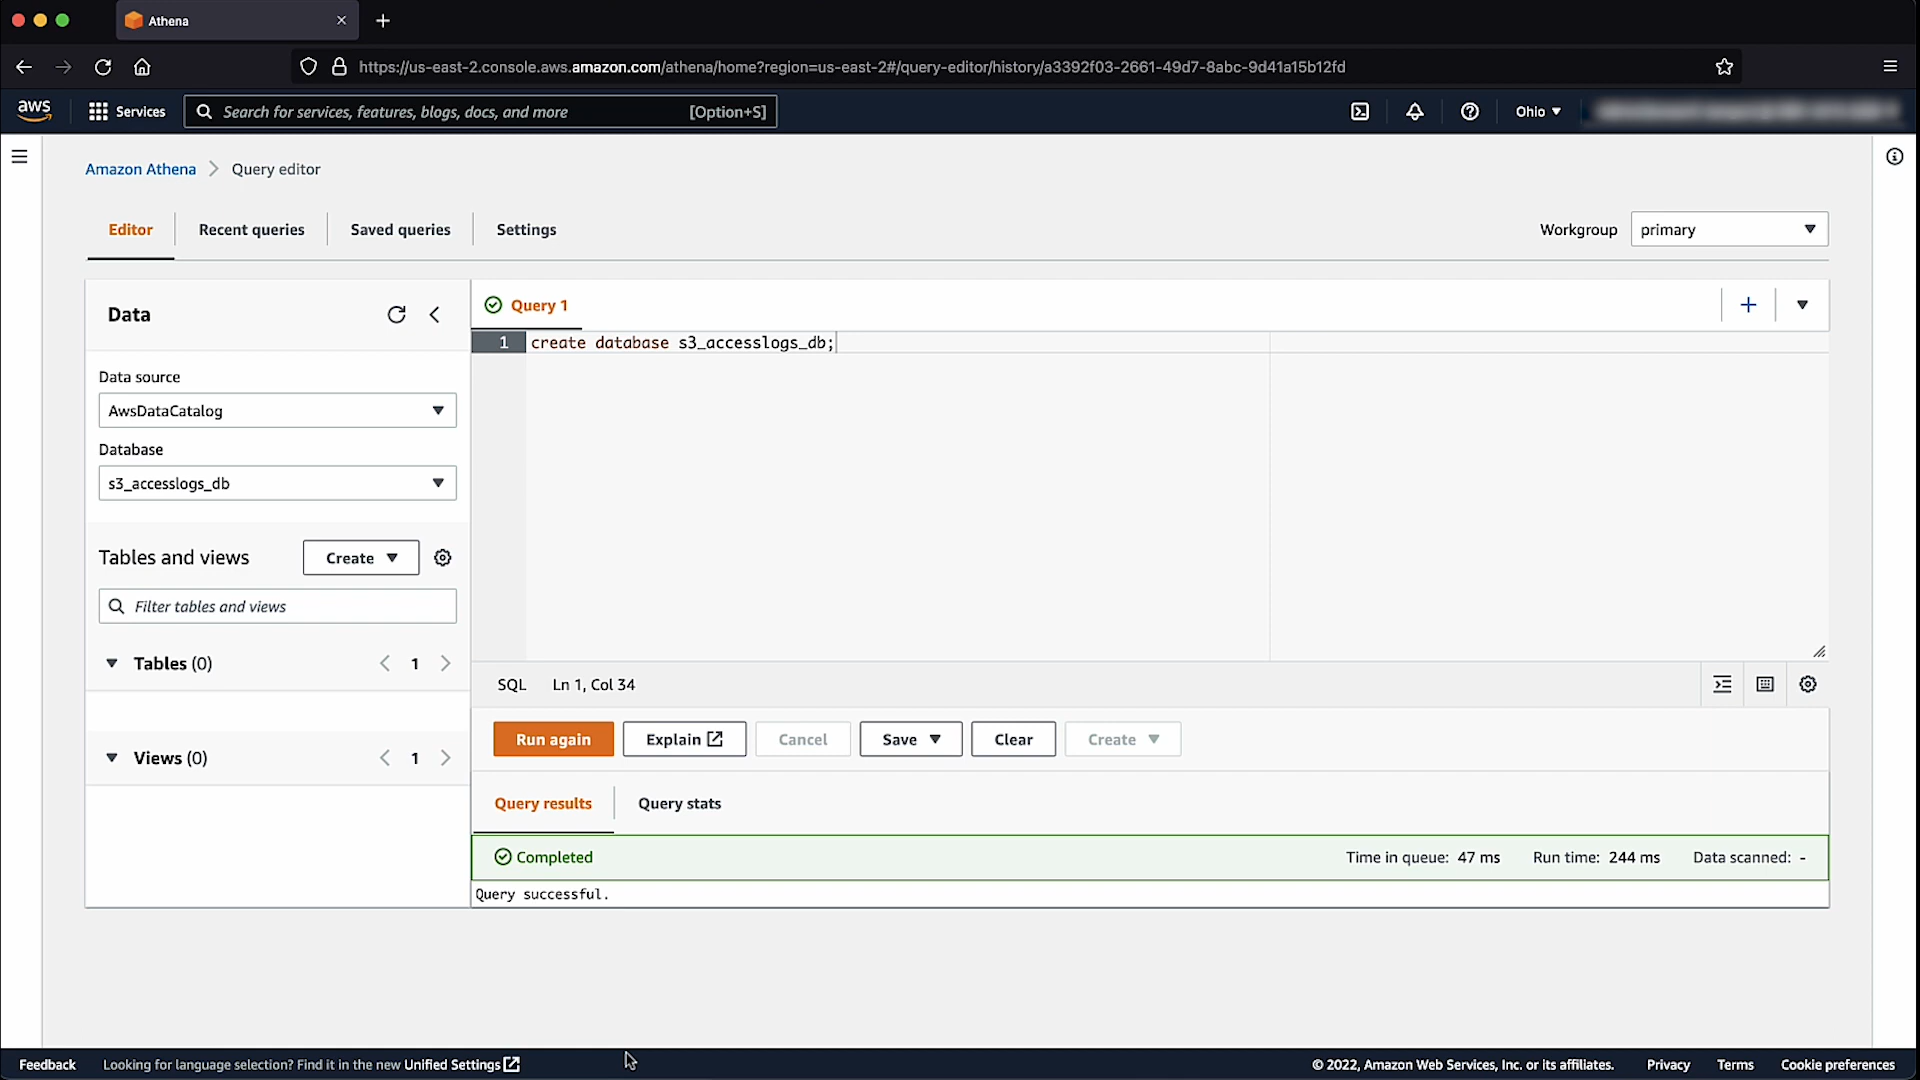 Athena
https://us-east-2.console.aws.amazon.com/athena/home?region=us-east-2#/query-editor/history/a3392f03-2661-49d7-8abc-9d41a15b12fd
aws Services Search for services, features, blogs, docs, and more [Option+S] Ohio
Amazon Athena Query editor
Editor Recent queries Saved queries Settings Workgroup primary
Data
Query 1
1 create database s3_accesslogs_db;
Data source
AwsDataCatalog
Database
s3_accesslogs_db
Tables and views Create
Filter tables and views
Tables (0) 1
Views (0) 1
SQL Ln 1, Col 34
Run again Explain Cancel Save Clear Create
Query results Query stats
Completed Time in queue: 47 ms Run time: 244 ms Data scanned: -
Query successful.
Feedback Looking for language selection? Find it in the new Unified Settings © 2022, Amazon Web Services, Inc. or its affiliates. Privacy Terms Cookie preferences